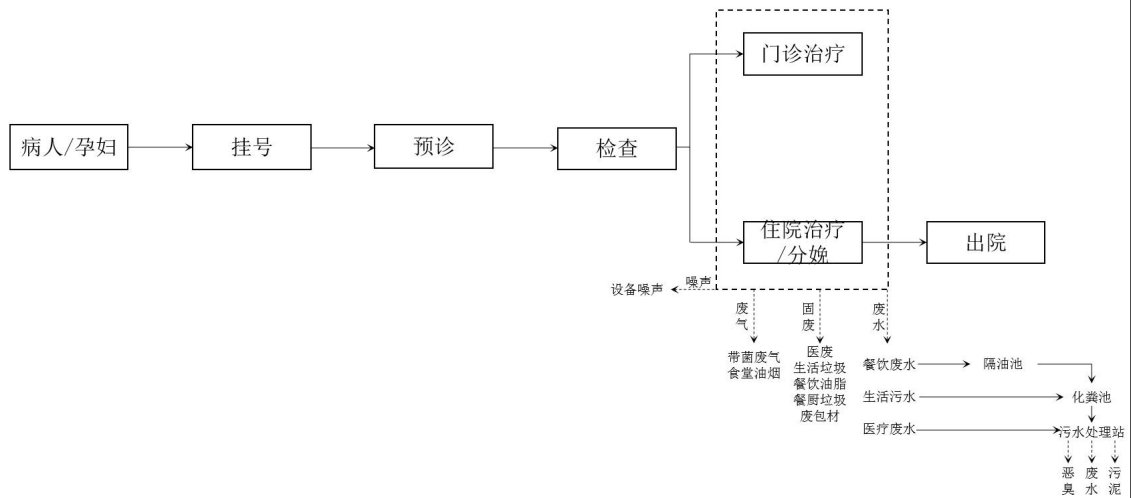 门诊治疗
病人/孕妇
挂号
预诊
检查
住院治疗
/分娩
出院
噪声
设备噪声
废
气
固
废
废
水
带菌废气
食堂油烟
医废
生活垃圾
餐饮油脂
餐厨垃圾
废包材
餐饮废水
隔油池
生活污水
化粪池
医疗废水
污水处理站
恶
臭
废
水
污
泥